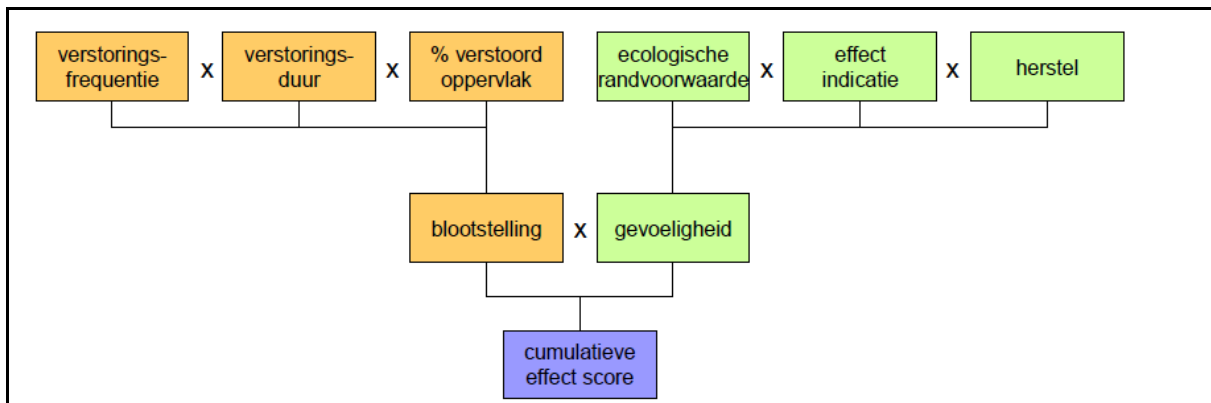 verstorings-
frequentie
x
verstorings-
duur
x
% verstoord
oppervlak
ecologische
randvoorwaarde
x
effect
indicatie
x
herstel
blootstelling
x
gevoeligheid
cumulatieve
effect score